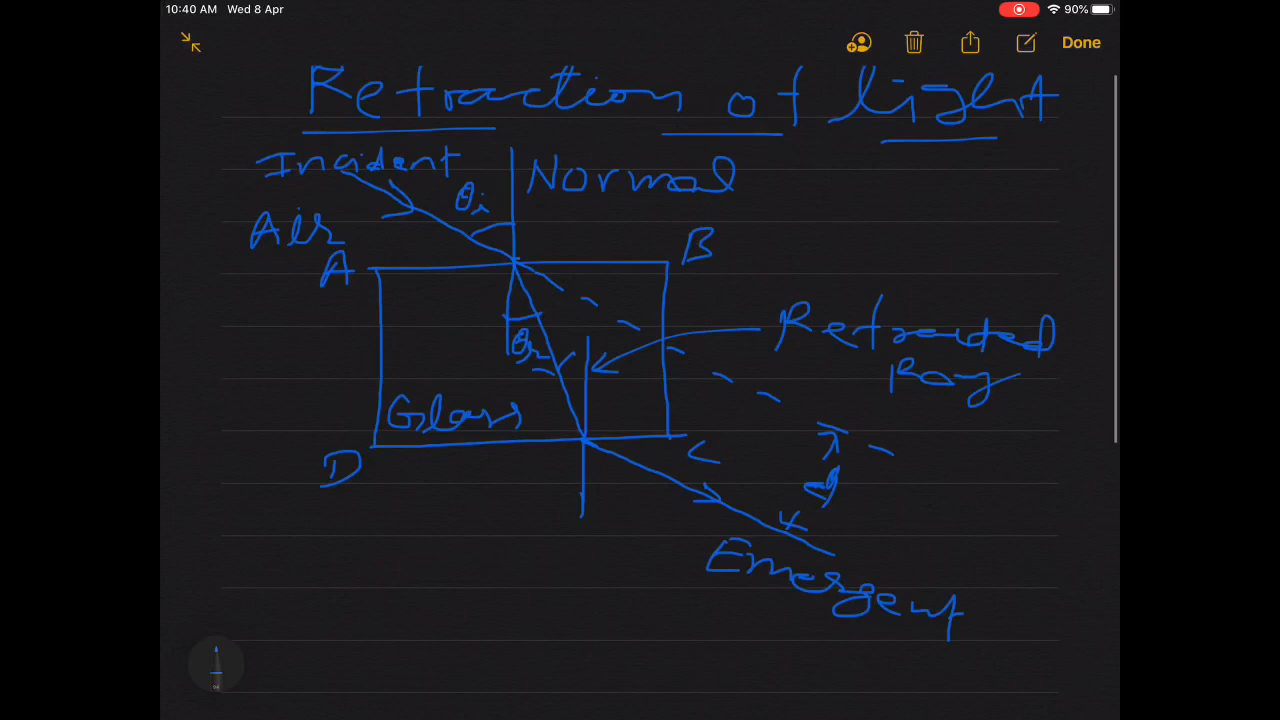 10:40 AM Wed 8 Apr
90%
Done
Refraction of light
Incident
Normal
θi
Air
A
B
Refracted
Ray
θr
Glass
D
C
d
Emergent